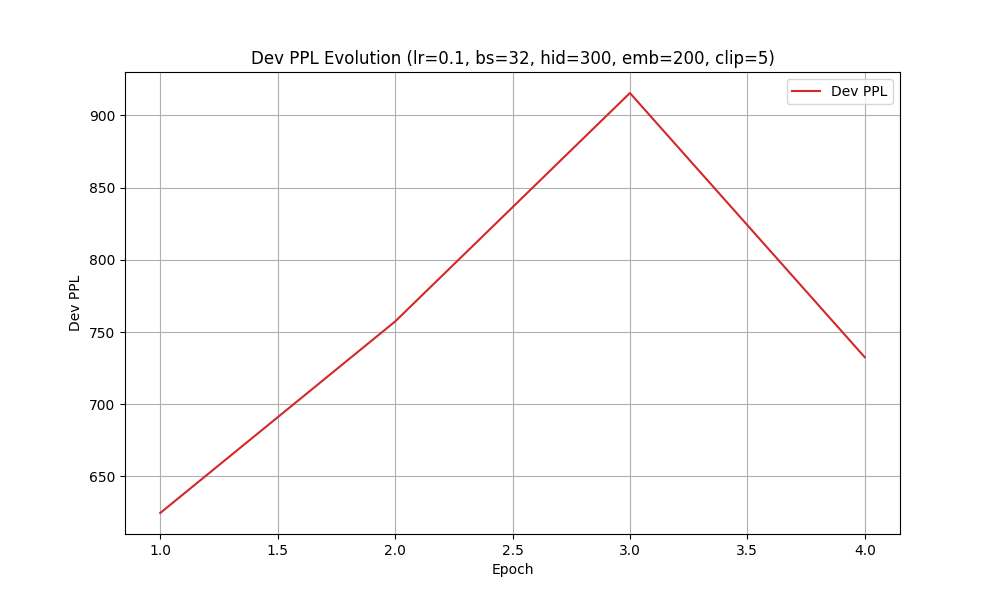 Dev PPL Evolution (lr=0.1, bs=32, hid=300, emb=200, clip=5)
Dev PPL
900
850
800
750
700
650
Dev PPL
1.0 1.5 2.0 2.5 3.0 3.5 4.0
Epoch